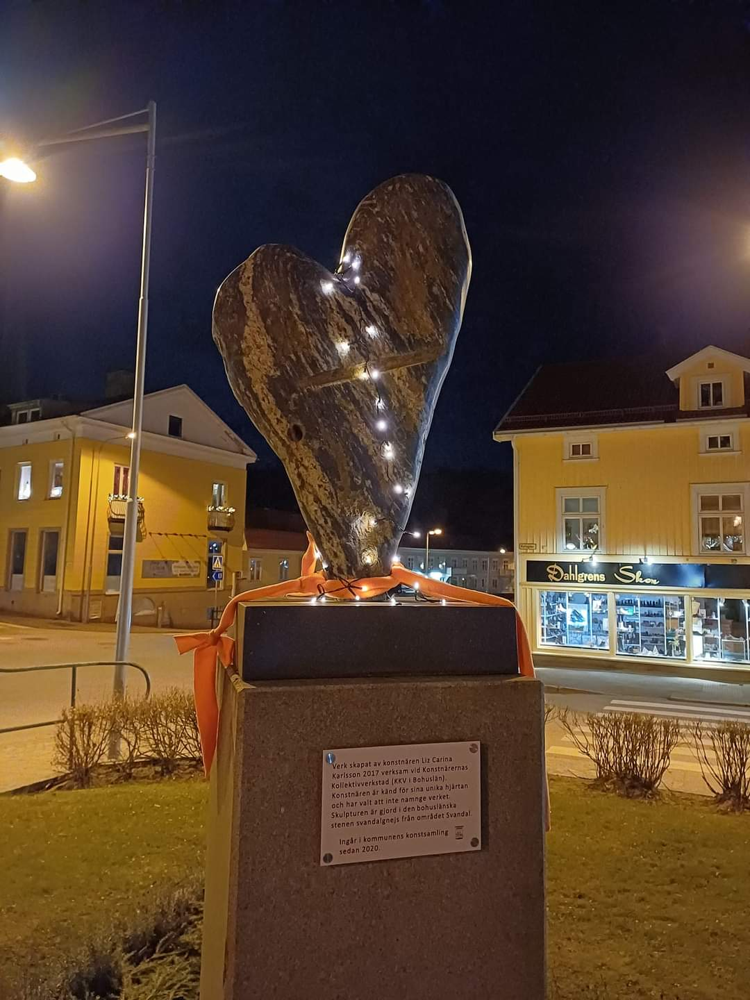 Dahlgrens Skor
Verk skapat av konstnären Liz Carina
Karlsson 2017 verksam vid Konstnärernas
Kollektivverkstad (KKV i Bohuslän).
Konstnären är känd för sina unika hjärtan
och har valt att inte namnge verket.
Skulpturen är gjord i den bohuslänska
stenen svandalgnejs från området Svandal.
Ingår i kommunens konstsamling
sedan 2020.